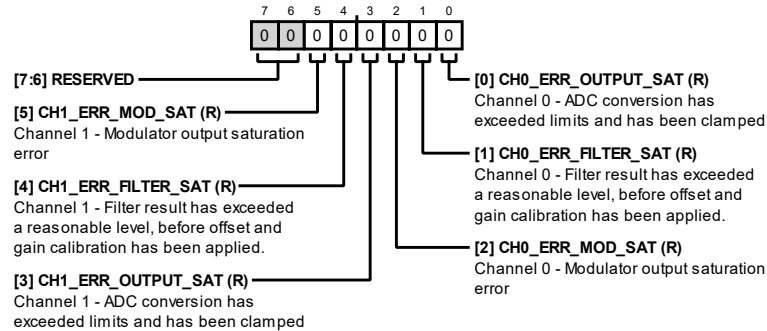 7 6 5 4 3 2 1 0
0 0 0 0 0 0 0 0
[7:6] RESERVED
[5] CH1_ERR_MOD_SAT (R)
Channel 1 - Modulator output saturation
error
[4] CH1_ERR_FILTER_SAT (R)
Channel 1 - Filter result has exceeded
a reasonable level, before offset and
gain calibration has been applied.
[3] CH1_ERR_OUTPUT_SAT (R)
Channel 1 - ADC conversion has
exceeded limits and has been clamped
[0] CH0_ERR_OUTPUT_SAT (R)
Channel 0 - ADC conversion has
exceeded limits and has been clamped
[1] CH0_ERR_FILTER_SAT (R)
Channel 0 - Filter result has exceeded
a reasonable level, before offset and
gain calibration has been applied.
[2] CH0_ERR_MOD_SAT (R)
Channel 0 - Modulator output saturation
error